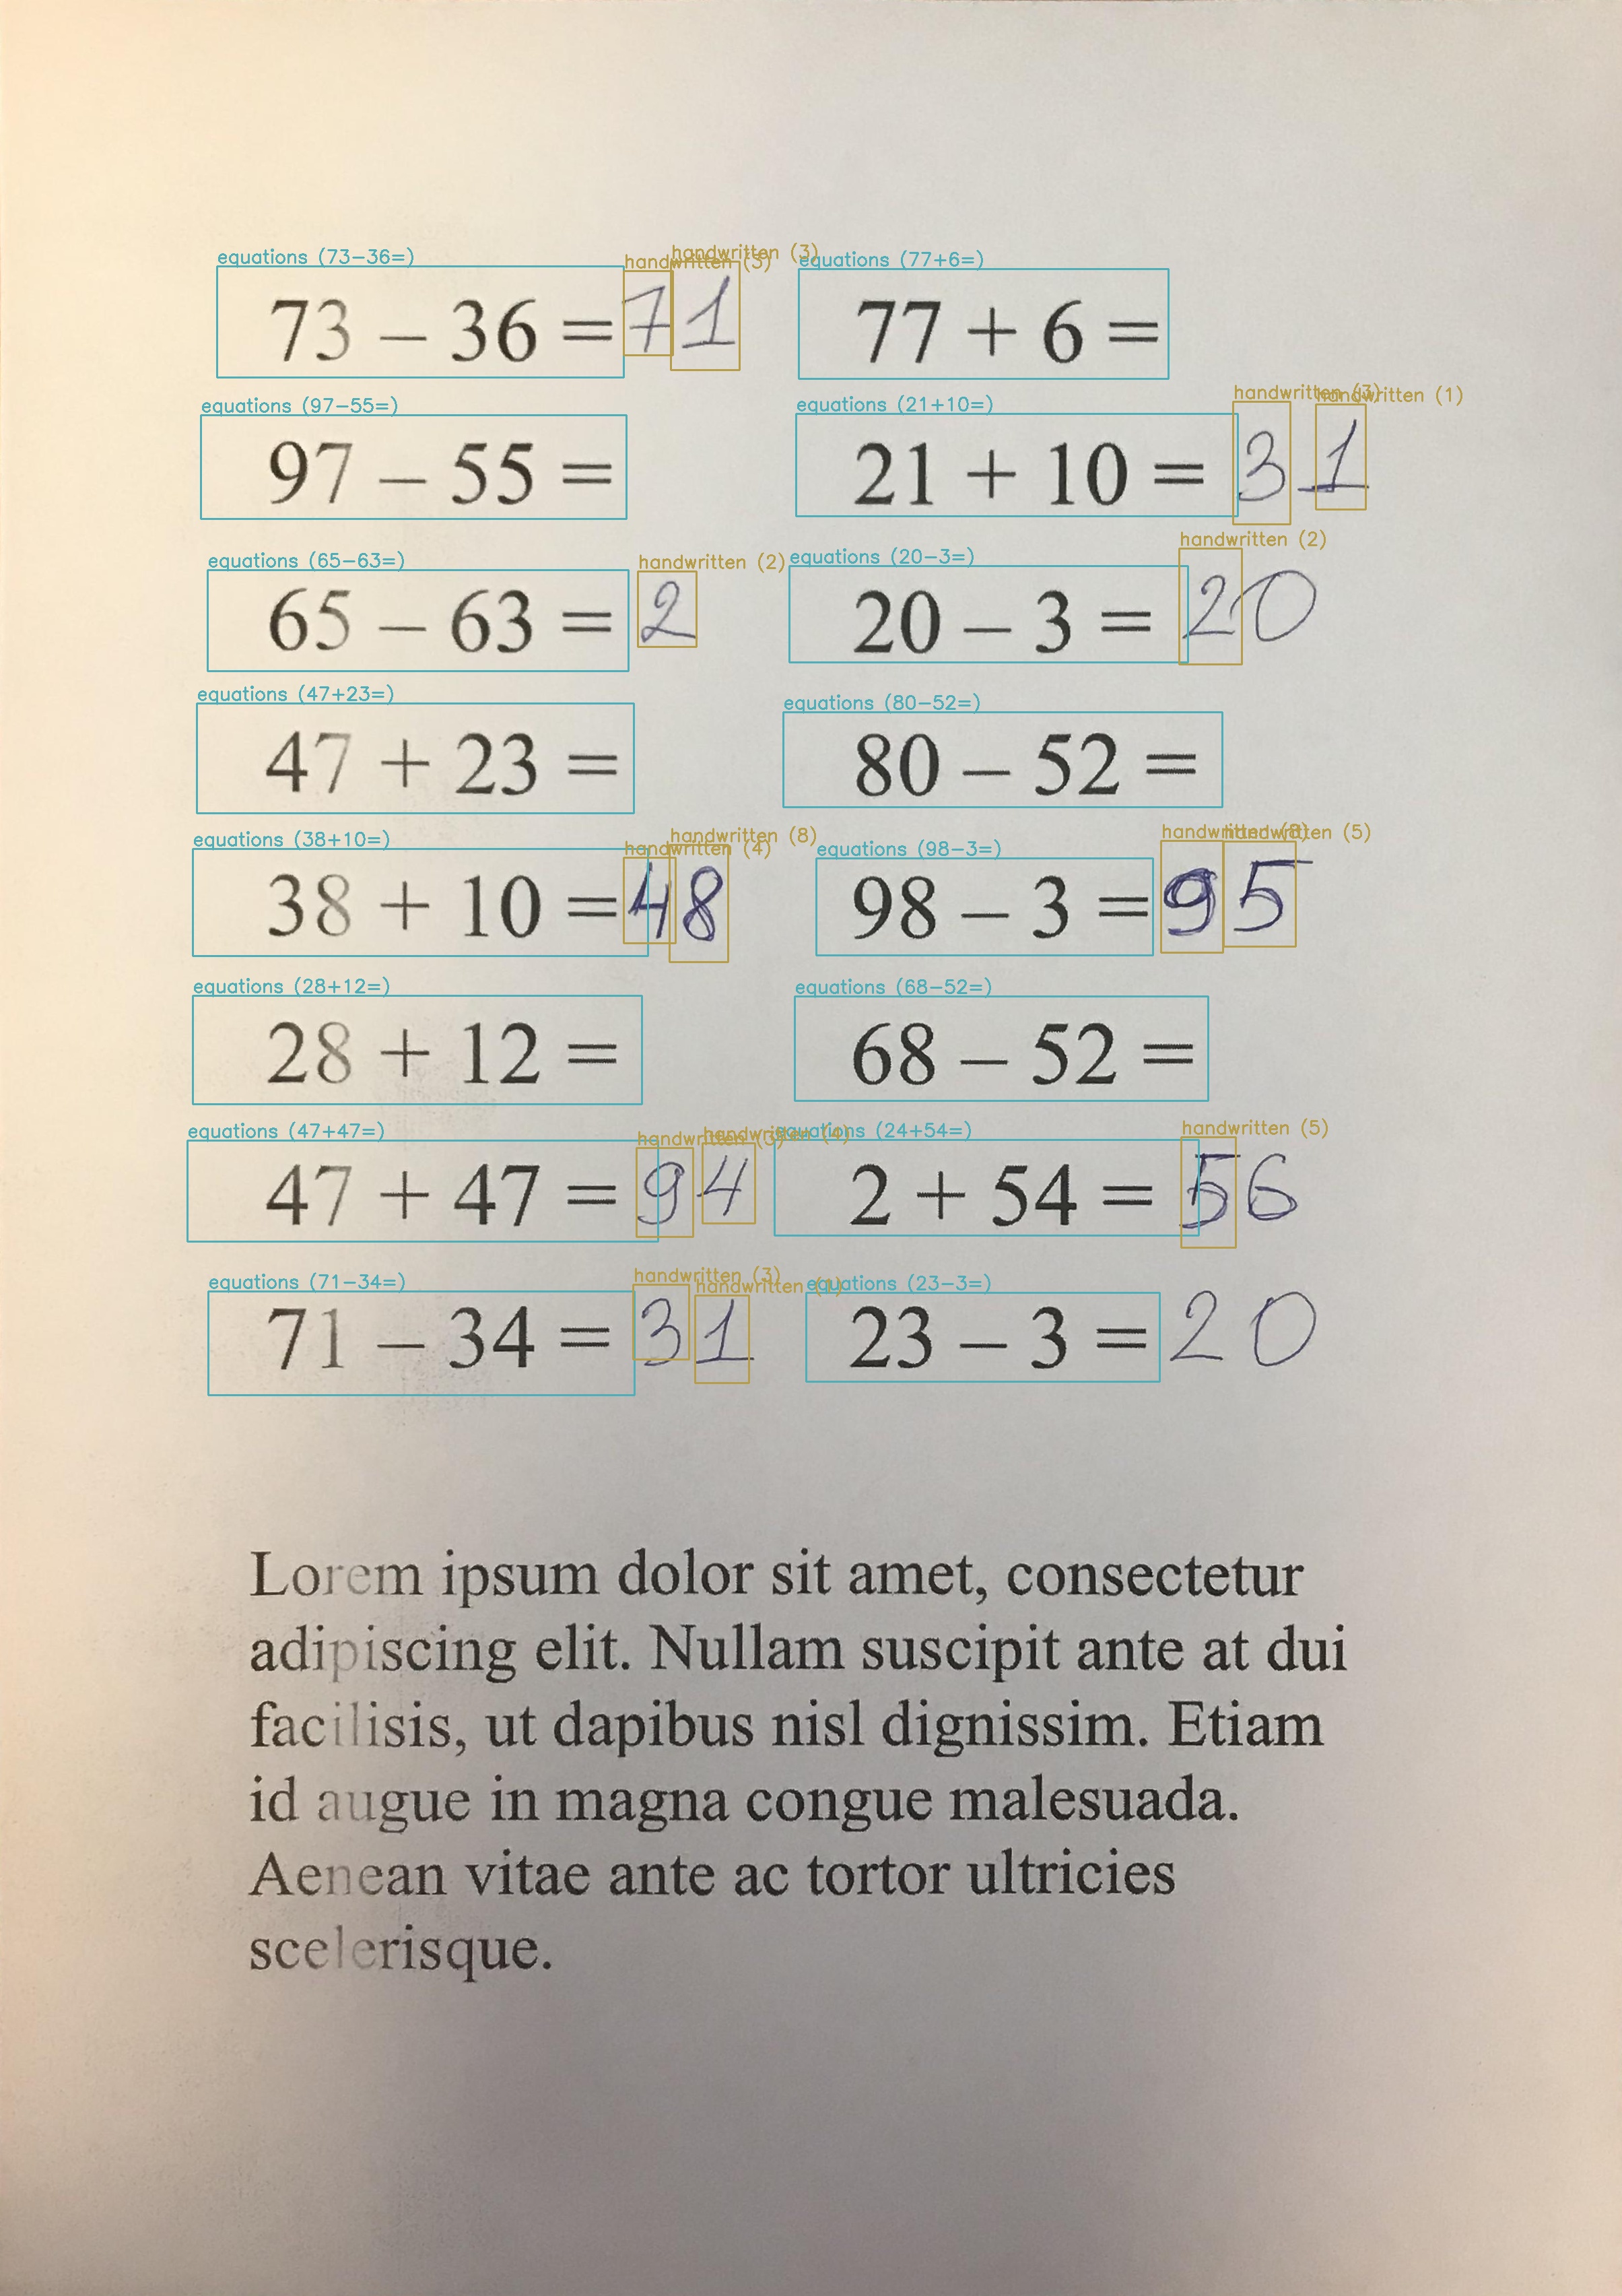 equations (73-36=) handwritten (3) handwritten (3) equations (77+6=)
73 – 36 = 71 77 + 6 =
equations (97-55=) equations (21+10=) handwritten (3) handwritten (1)
97 – 55 = 21 + 10 = 31
equations (65-63=) handwritten (2) equations (20-3=) handwritten (2)
65 – 63 = 2 20 – 3 = 20
equations (47+23=) equations (80-52=)
47 + 23 = 80 – 52 =
equations (38+10=) handwritten (4) handwritten (8) equations (98-3=) handwritten (8) handwritten (5)
38 + 10 = 48 98 – 3 = 95
equations (28+12=) equations (68-52=)
28 + 12 = 68 – 52 =
equations (47+47=) handwritten handwritten (4) equations (24+54=) handwritten (5)
47 + 47 = 94 2 + 54 = 56
equations (71-34=) handwritten (3) handwritten (1) equations (23-3=)
71 – 34 = 31 23 – 3 = 20
Lorem ipsum dolor sit amet, consectetur
adipiscing elit. Nullam suscipit ante at dui
facilisis, ut dapibus nisl dignissim. Etiam
id augue in magna congue malesuada.
Aenean vitae ante ac tortor ultricies
scelerisque.